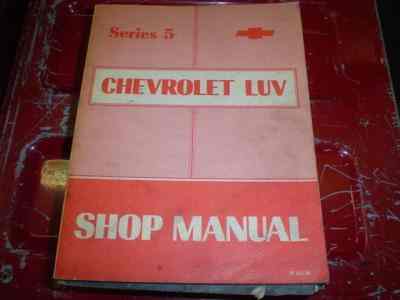 Series 5
CHEVROLET LUV
SHOP MANUAL